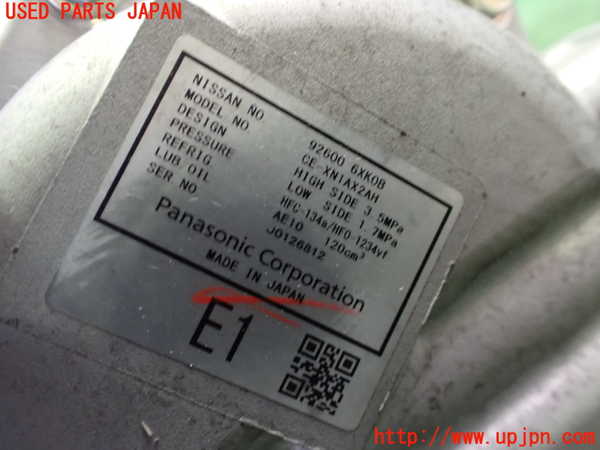 USED PARTS JAPAN
NISSAN NO 92600 6XK0B
MODEL NO. CE-XN1AX2AH
DESIGN HIGH SIDE 3.5MPa
PRESSURE LOW SIDE 1.7MPa
REFRIG HFC-134a/HFO-1234yf
LUB OIL AE10 120cm³
SER NO J0126812
Panasonic Corporation
MADE IN JAPAN
E1
http://www.upjpn.com/